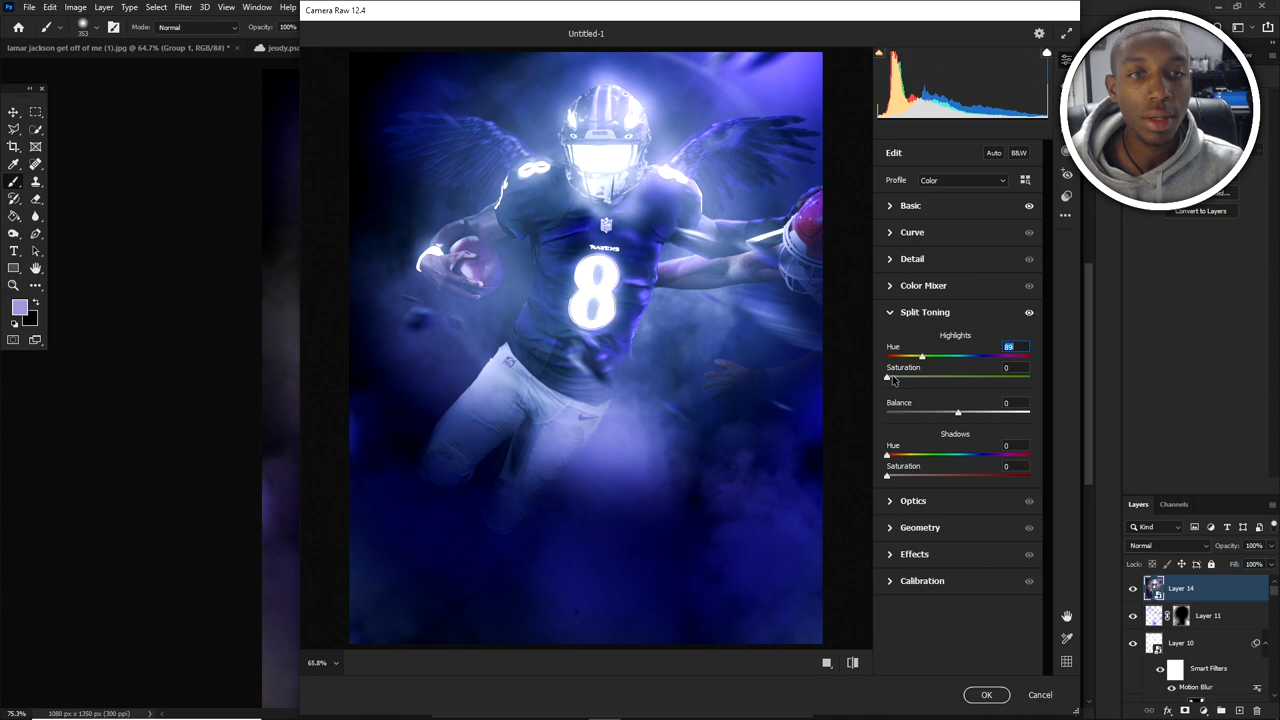 Camera Raw 12.4
Ps File Edit Image Layer Type Select Filter 3D View Window Help
353 Mode: Normal Opacity: 100%
Untitled-1
lamar jackson get off of me (1).jpg @ 64.7% (Group 1, RGB/8#) * × jeudy.psd
Edit Auto B&W
Profile Color
Basic
Convert to Layers
Curve
Detail
Color Mixer
Split Toning
Highlights
Hue 89
Saturation 0
Balance 0
Shadows
Hue 0
Saturation 0
RAVENS
8
Optics
Geometry
Effects
Calibration
Layers Channels
Kind
Normal Opacity: 100%
Lock: Fill: 100%
Layer 14
Layer 11
Layer 10
Smart Filters
Motion Blur
65.8%
OK Cancel
75.3% 1080 px x 1350 px (300 ppi)